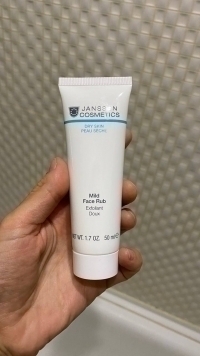 JANSSEN
COSMETICS
DRY SKIN
PEAU SÈCHE
Mild
Face Rub
Exfoliant
Doux
NET WT. 1.7 OZ. 50 ml e